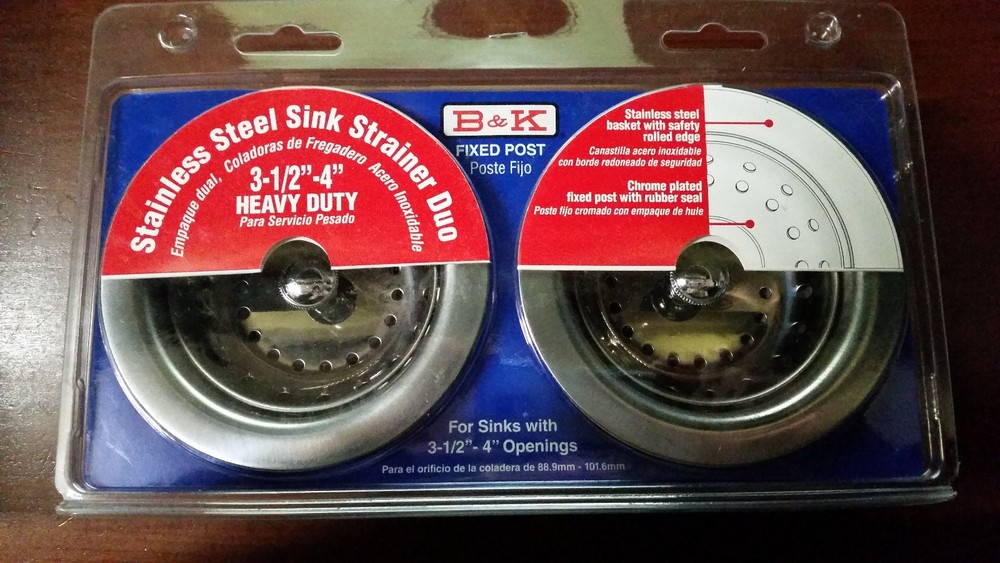 Stainless Steel Sink Strainer Duo
Empaque dual, Coladoras de Fregadero Acero Inoxidable
3-1/2"-4"
HEAVY DUTY
Para Servicio Pesado
B&K
FIXED POST
Poste Fijo
Stainless steel
basket with safety
rolled edge
Canastilla acero inoxidable
con borde redoneado de seguridad
Chrome plated
fixed post with rubber seal
Poste fijo cromado con empaque de hule
For Sinks with
3-1/2"- 4" Openings
Para el orificio de la coladera de 88.9mm - 101.6mm